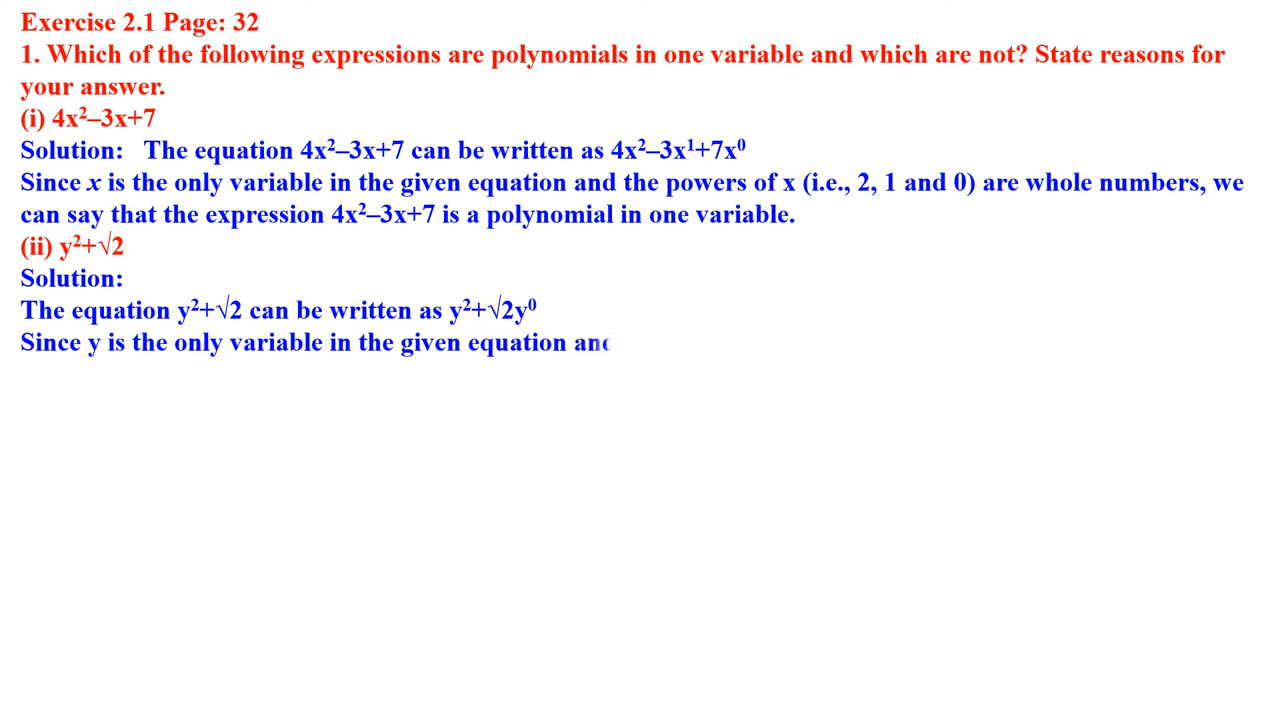 Exercise 2.1 Page: 32
1. Which of the following expressions are polynomials in one variable and which are not? State reasons for
your answer.
(i) 4x²–3x+7
Solution: The equation 4x²–3x+7 can be written as 4x²–3x¹+7x⁰
Since x is the only variable in the given equation and the powers of x (i.e., 2, 1 and 0) are whole numbers, we
can say that the expression 4x²–3x+7 is a polynomial in one variable.
(ii) y²+√2
Solution:
The equation y²+√2 can be written as y²+√2y⁰
Since y is the only variable in the given equation and